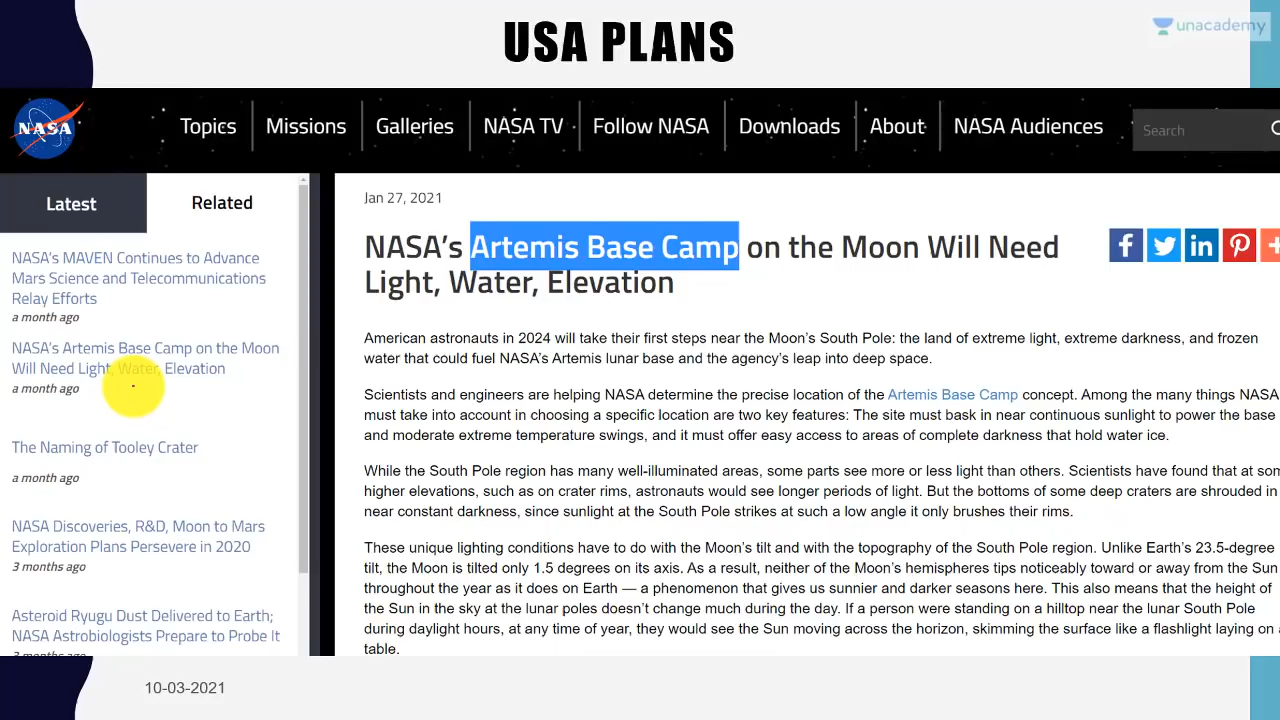 USA PLANS
unacademy
NASA
Topics
Missions
Galleries
NASA TV
Follow NASA
Downloads
About
NASA Audiences
Search
Latest
Related
NASA's MAVEN Continues to Advance
Mars Science and Telecommunications
Relay Efforts
a month ago
NASA's Artemis Base Camp on the Moon
Will Need Light, Water, Elevation
a month ago
The Naming of Tooley Crater
a month ago
NASA Discoveries, R&D, Moon to Mars
Exploration Plans Persevere in 2020
3 months ago
Asteroid Ryugu Dust Delivered to Earth;
NASA Astrobiologists Prepare to Probe It
3 months ago
Jan 27, 2021
NASA's Artemis Base Camp on the Moon Will Need
Light, Water, Elevation
American astronauts in 2024 will take their first steps near the Moon's South Pole: the land of extreme light, extreme darkness, and frozen
water that could fuel NASA's Artemis lunar base and the agency's leap into deep space.
Scientists and engineers are helping NASA determine the precise location of the Artemis Base Camp concept. Among the many things NASA
must take into account in choosing a specific location are two key features: The site must bask in near continuous sunlight to power the base
and moderate extreme temperature swings, and it must offer easy access to areas of complete darkness that hold water ice.
While the South Pole region has many well-illuminated areas, some parts see more or less light than others. Scientists have found that at som
higher elevations, such as on crater rims, astronauts would see longer periods of light. But the bottoms of some deep craters are shrouded in
near constant darkness, since sunlight at the South Pole strikes at such a low angle it only brushes their rims.
These unique lighting conditions have to do with the Moon's tilt and with the topography of the South Pole region. Unlike Earth's 23.5-degree
tilt, the Moon is tilted only 1.5 degrees on its axis. As a result, neither of the Moon's hemispheres tips noticeably toward or away from the Sun
throughout the year as it does on Earth — a phenomenon that gives us sunnier and darker seasons here. This also means that the height of
the Sun in the sky at the lunar poles doesn't change much during the day. If a person were standing on a hilltop near the lunar South Pole
during daylight hours, at any time of year, they would see the Sun moving across the horizon, skimming the surface like a flashlight laying on a
table.
10-03-2021